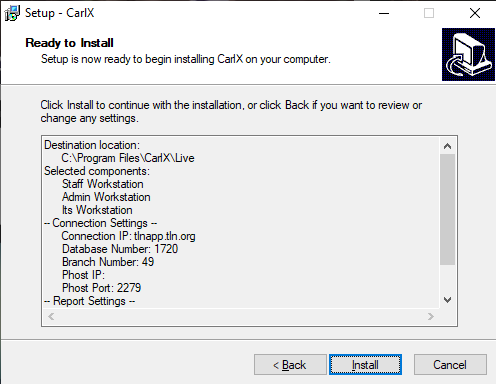 Setup - CarlX
Ready to Install
Setup is now ready to begin installing CarlX on your computer.
Click Install to continue with the installation, or click Back if you want to review or
change any settings.
Destination location:
C:\Program Files\CarlX\Live
Selected components:
Staff Workstation
Admin Workstation
Its Workstation
-- Connection Settings --
Connection IP: tlnapp.tln.org
Database Number: 1720
Branch Number: 49
Phost IP:
Phost Port: 2279
-- Report Settings --
< Back
Install
Cancel